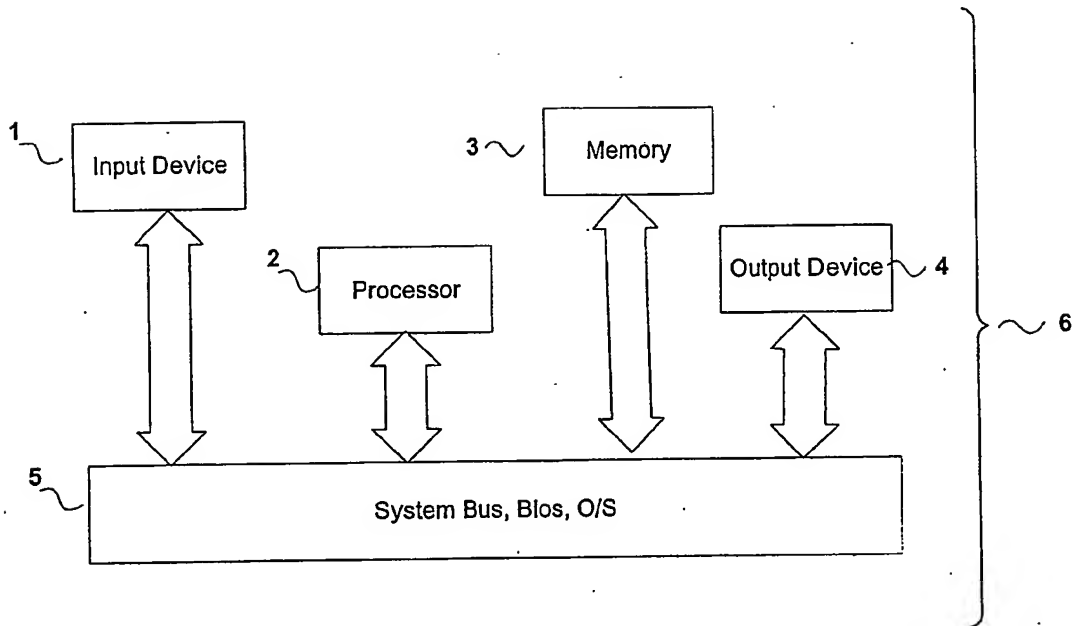 1
Input Device
3
Memory
2
Processor
Output Device
4
6
5
System Bus, Bios, O/S